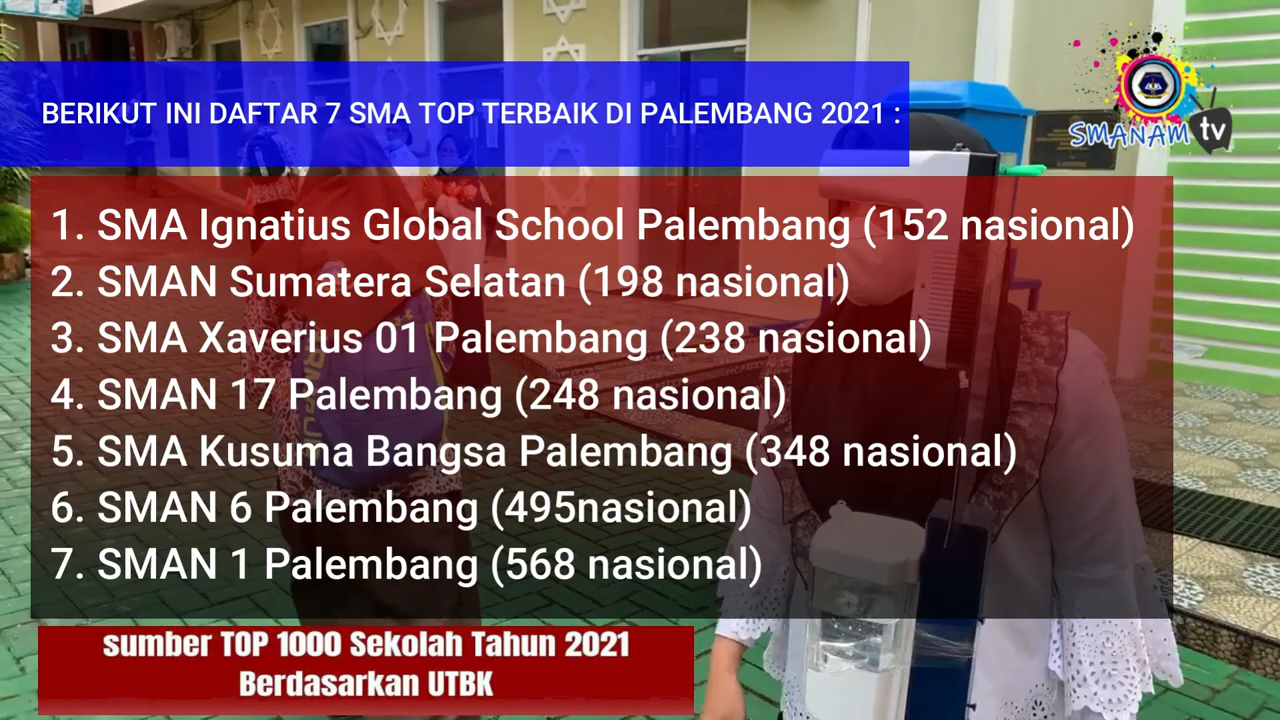 SMANAM tv
BERIKUT INI DAFTAR 7 SMA TOP TERBAIK DI PALEMBANG 2021 :
1. SMA Ignatius Global School Palembang (152 nasional)
2. SMAN Sumatera Selatan (198 nasional)
3. SMA Xaverius 01 Palembang (238 nasional)
4. SMAN 17 Palembang (248 nasional)
5. SMA Kusuma Bangsa Palembang (348 nasional)
6. SMAN 6 Palembang (495nasional)
7. SMAN 1 Palembang (568 nasional)
sumber TOP 1000 Sekolah Tahun 2021
Berdasarkan UTBK